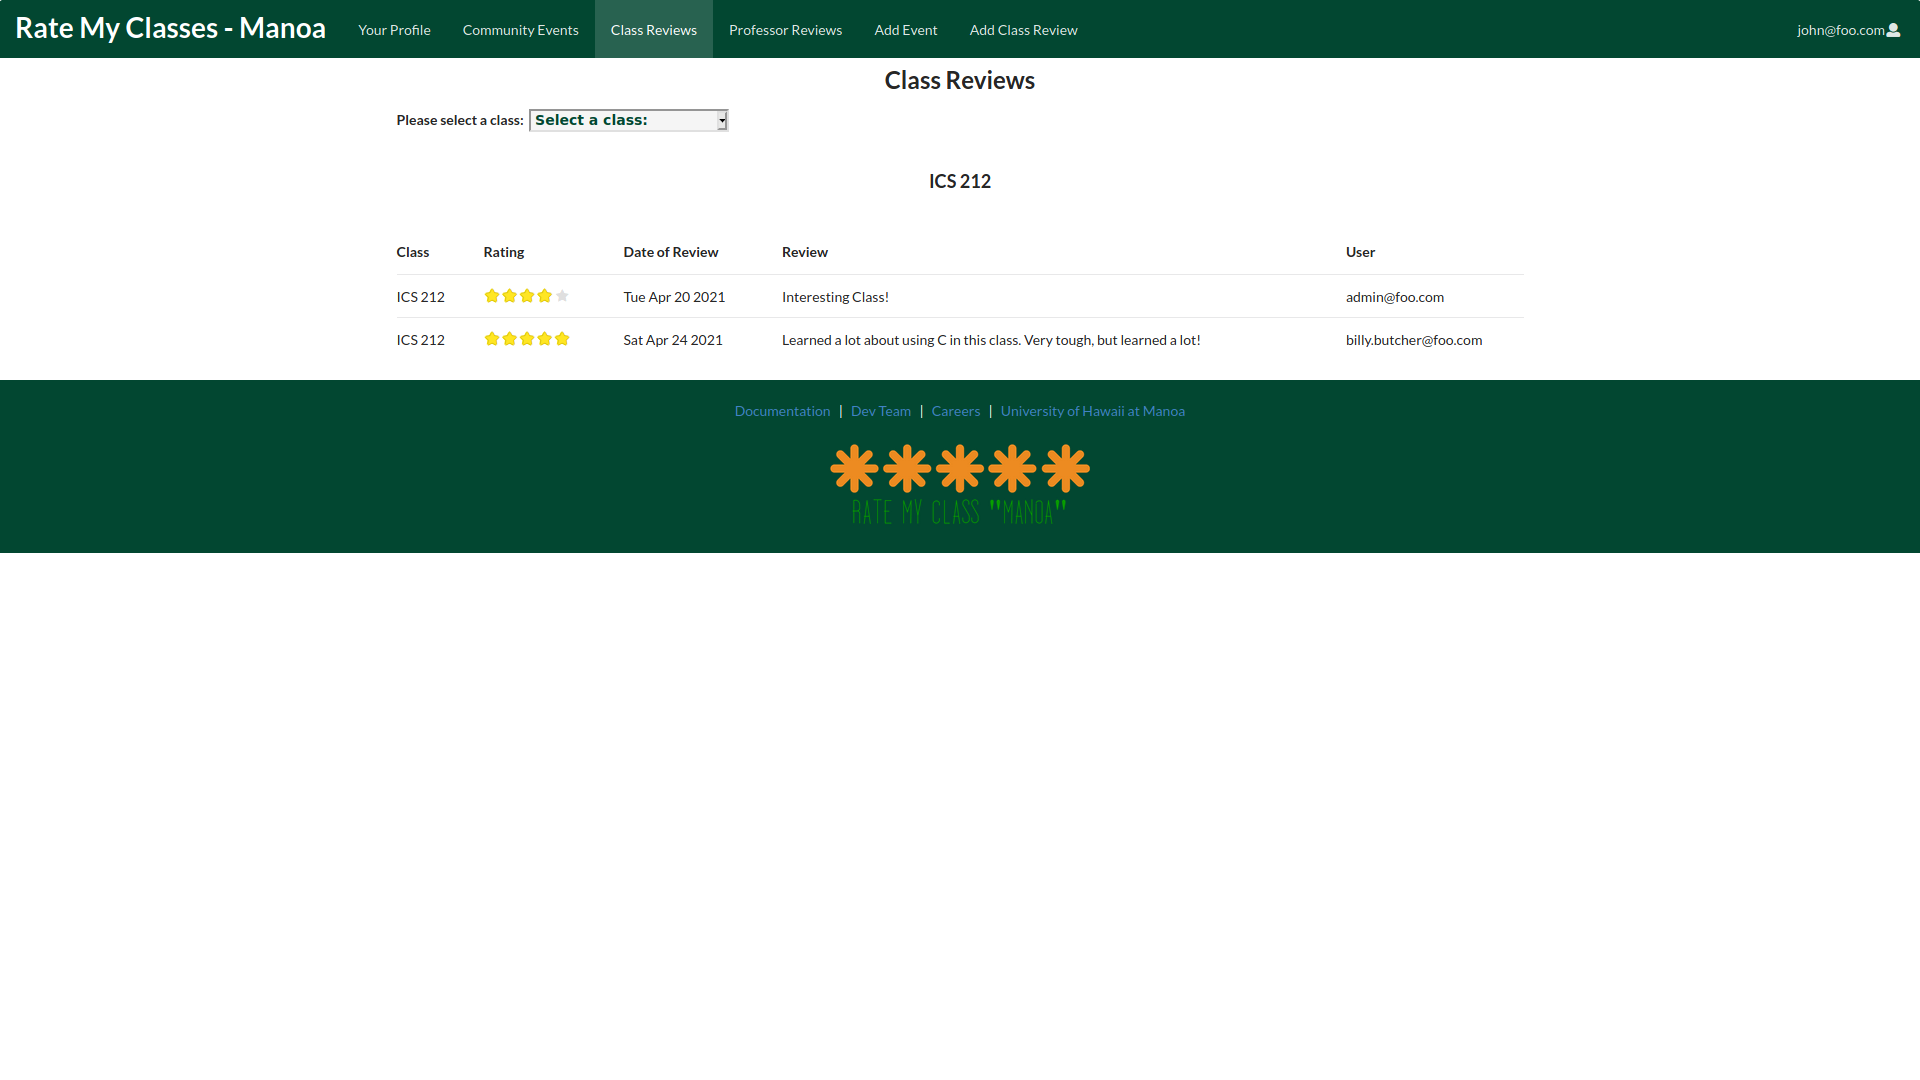 Rate My Classes - Manoa Your Profile Community Events Class Reviews Professor Reviews Add Event Add Class Review john@foo.com
Class Reviews
Please select a class: Select a class:
ICS 212
Class Rating Date of Review Review User
ICS 212 Tue Apr 20 2021 Interesting Class! admin@foo.com
ICS 212 Sat Apr 24 2021 Learned a lot about using C in this class. Very tough, but learned a lot! billy.butcher@foo.com
Documentation | Dev Team | Careers | University of Hawaii at Manoa
RATE MY CLASS "MANOA"